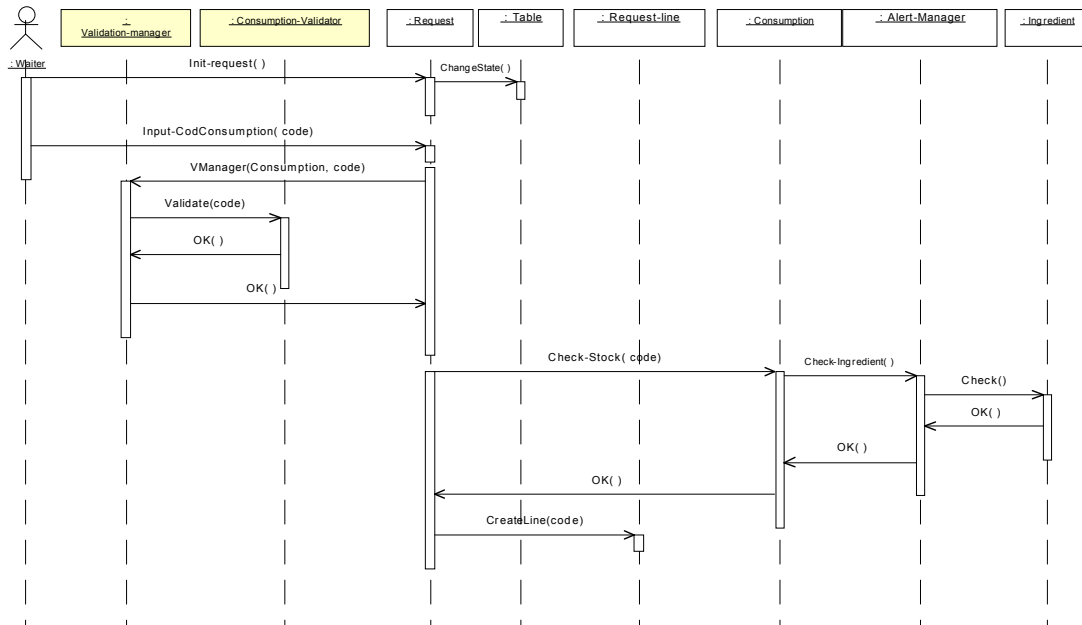 :
Validation-manager
: Consumption-Validator
: Request
: Table
: Request-line
: Consumption
: Alert-Manager
: Ingredient
: Waiter
Init-request( )
ChangeState( )
Input-CodConsumption( code)
VManager(Consumption, code)
Validate(code)
OK( )
OK( )
Check-Stock( code)
Check-Ingredient( )
Check()
OK( )
OK( )
OK( )
CreateLine(code)